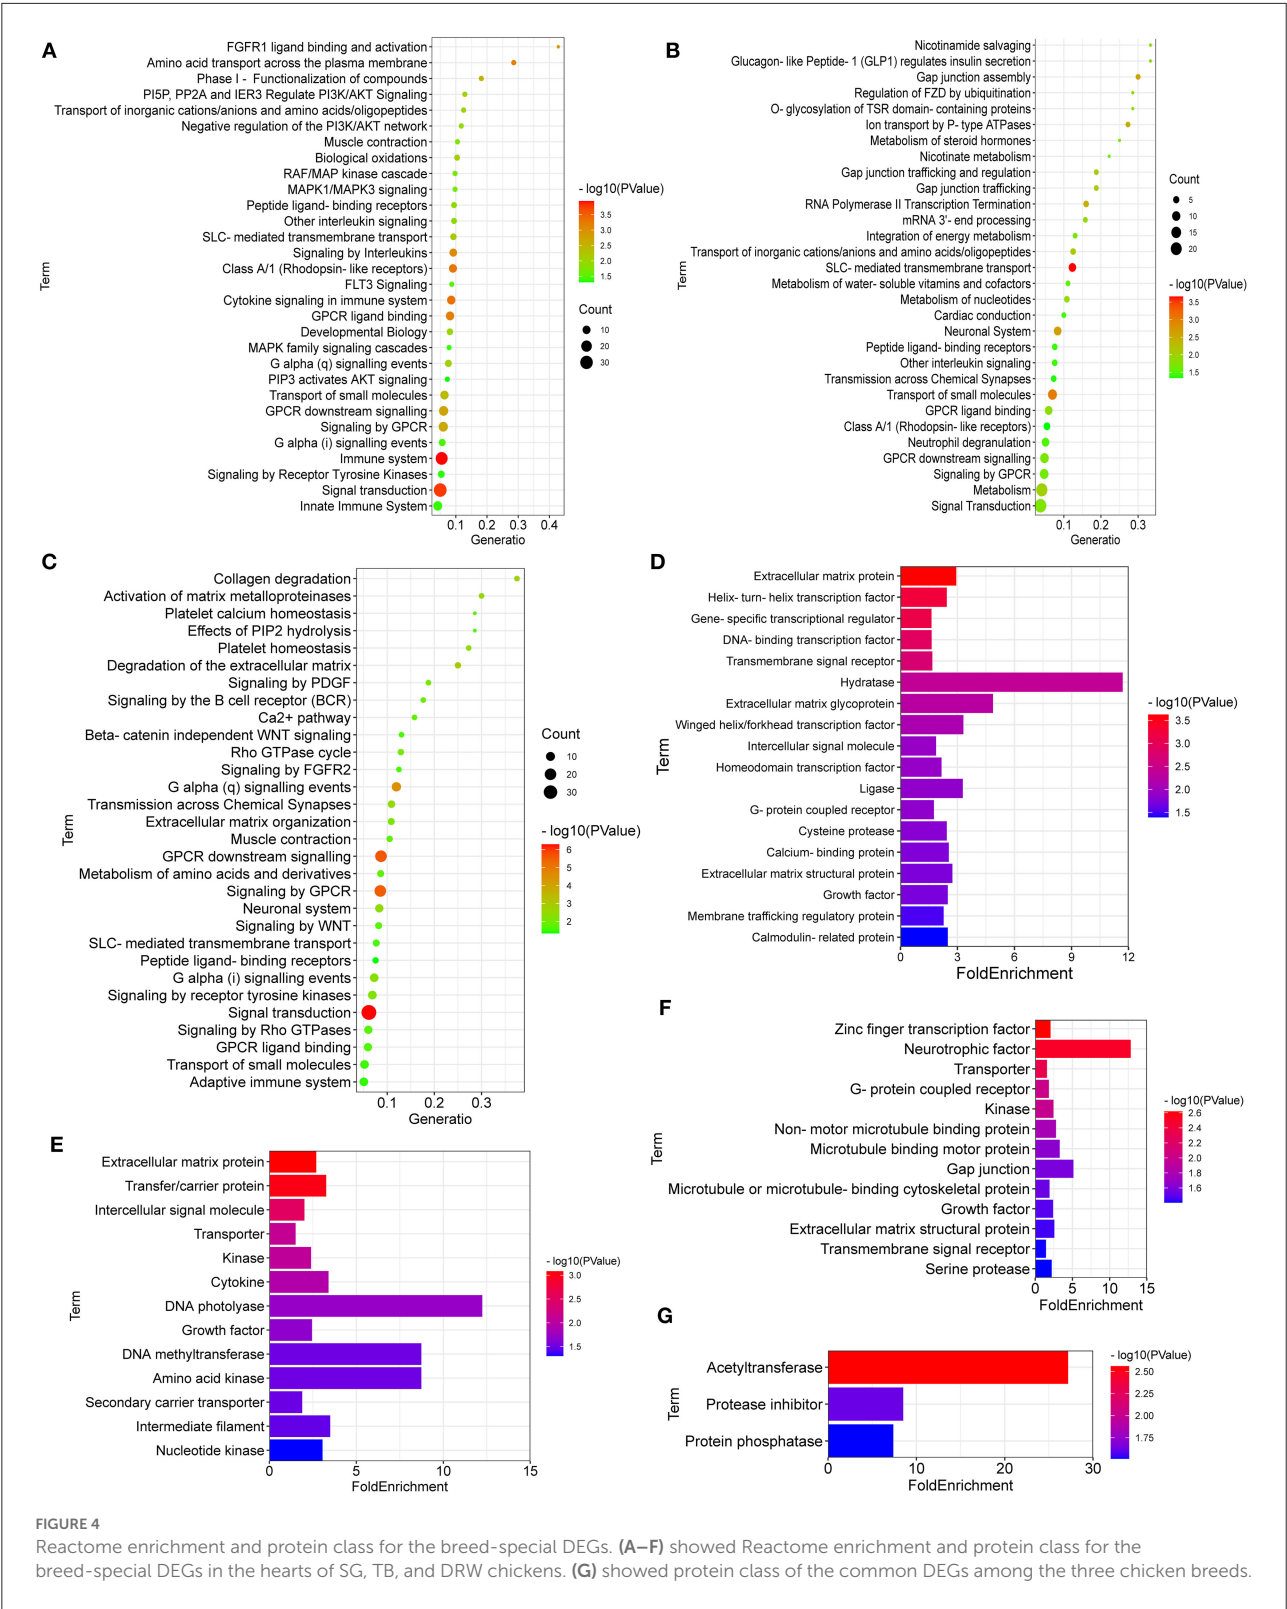 A
FGFR1 ligand binding and activation
Amino acid transport across the plasma membrane
Phase I - Functionalization of compounds
PI5P, PP2A and IER3 Regulate PI3K/AKT Signaling
Transport of inorganic cations/anions and amino acids/oligopeptides
Negative regulation of the PI3K/AKT network
Muscle contraction
Biological oxidations
RAF/MAP kinase cascade
MAPK1/MAPK3 signaling
Peptide ligand- binding receptors
Other interleukin signaling
SLC- mediated transmembrane transport
Signaling by Interleukins
Class A/1 (Rhodopsin- like receptors)
FLT3 Signaling
Cytokine signaling in immune system
GPCR ligand binding
Developmental Biology
MAPK family signaling cascades
G alpha (q) signalling events
PIP3 activates AKT signaling
Transport of small molecules
GPCR downstream signalling
Signaling by GPCR
G alpha (i) signalling events
Immune system
Signaling by Receptor Tyrosine Kinases
Signal transduction
Innate Immune System
Term
0.1 0.2 0.3 0.4
Generatio
- log10(PValue)
3.5
3.0
2.5
2.0
1.5
Count
10
20
30
B
Nicotinamide salvaging
Glucagon- like Peptide- 1 (GLP1) regulates insulin secretion
Gap junction assembly
Regulation of FZD by ubiquitination
O- glycosylation of TSR domain- containing proteins
Ion transport by P- type ATPases
Metabolism of steroid hormones
Nicotinate metabolism
Gap junction trafficking and regulation
Gap junction trafficking
RNA Polymerase II Transcription Termination
mRNA 3'- end processing
Integration of energy metabolism
Transport of inorganic cations/anions and amino acids/oligopeptides
SLC- mediated transmembrane transport
Metabolism of water- soluble vitamins and cofactors
Metabolism of nucleotides
Cardiac conduction
Neuronal System
Peptide ligand- binding receptors
Other interleukin signaling
Transmission across Chemical Synapses
Transport of small molecules
GPCR ligand binding
Class A/1 (Rhodopsin- like receptors)
Neutrophil degranulation
GPCR downstream signalling
Signaling by GPCR
Metabolism
Signal Transduction
Term
0.1 0.2 0.3
Generatio
Count
5
10
15
20
- log10(PValue)
3.5
3.0
2.5
2.0
1.5
C
Collagen degradation
Activation of matrix metalloproteinases
Platelet calcium homeostasis
Effects of PIP2 hydrolysis
Platelet homeostasis
Degradation of the extracellular matrix
Signaling by PDGF
Signaling by the B cell receptor (BCR)
Ca2+ pathway
Beta- catenin independent WNT signaling
Rho GTPase cycle
Signaling by FGFR2
G alpha (q) signalling events
Transmission across Chemical Synapses
Extracellular matrix organization
Muscle contraction
GPCR downstream signalling
Metabolism of amino acids and derivatives
Signaling by GPCR
Neuronal system
Signaling by WNT
SLC- mediated transmembrane transport
Peptide ligand- binding receptors
G alpha (i) signalling events
Signaling by receptor tyrosine kinases
Signal transduction
Signaling by Rho GTPases
GPCR ligand binding
Transport of small molecules
Adaptive immune system
Term
0.1 0.2 0.3
Generatio
Count
10
20
30
- log10(PValue)
6
5
4
3
2
D
Extracellular matrix protein
Helix- turn- helix transcription factor
Gene- specific transcriptional regulator
DNA- binding transcription factor
Transmembrane signal receptor
Hydratase
Extracellular matrix glycoprotein
Winged helix/forkhead transcription factor
Intercellular signal molecule
Homeodomain transcription factor
Ligase
G- protein coupled receptor
Cysteine protease
Calcium- binding protein
Extracellular matrix structural protein
Growth factor
Membrane trafficking regulatory protein
Calmodulin- related protein
Term
0 3 6 9 12
FoldEnrichment
- log10(PValue)
3.5
3.0
2.5
2.0
1.5
E
Extracellular matrix protein
Transfer/carrier protein
Intercellular signal molecule
Transporter
Kinase
Cytokine
DNA photolyase
Growth factor
DNA methyltransferase
Amino acid kinase
Secondary carrier transporter
Intermediate filament
Nucleotide kinase
Term
0 5 10 15
FoldEnrichment
- log10(PValue)
3.0
2.5
2.0
1.5
F
Zinc finger transcription factor
Neurotrophic factor
Transporter
G- protein coupled receptor
Kinase
Non- motor microtubule binding protein
Microtubule binding motor protein
Gap junction
Microtubule or microtubule- binding cytoskeletal protein
Growth factor
Extracellular matrix structural protein
Transmembrane signal receptor
Serine protease
Term
0 5 10 15
FoldEnrichment
- log10(PValue)
2.6
2.4
2.2
2.0
1.8
1.6
G
Acetyltransferase
Protease inhibitor
Protein phosphatase
Term
0 10 20 30
FoldEnrichment
- log10(PValue)
2.50
2.25
2.00
1.75
FIGURE 4
Reactome enrichment and protein class for the breed-special DEGs. (A–F) showed Reactome enrichment and protein class for the
breed-special DEGs in the hearts of SG, TB, and DRW chickens. (G) showed protein class of the common DEGs among the three chicken breeds.